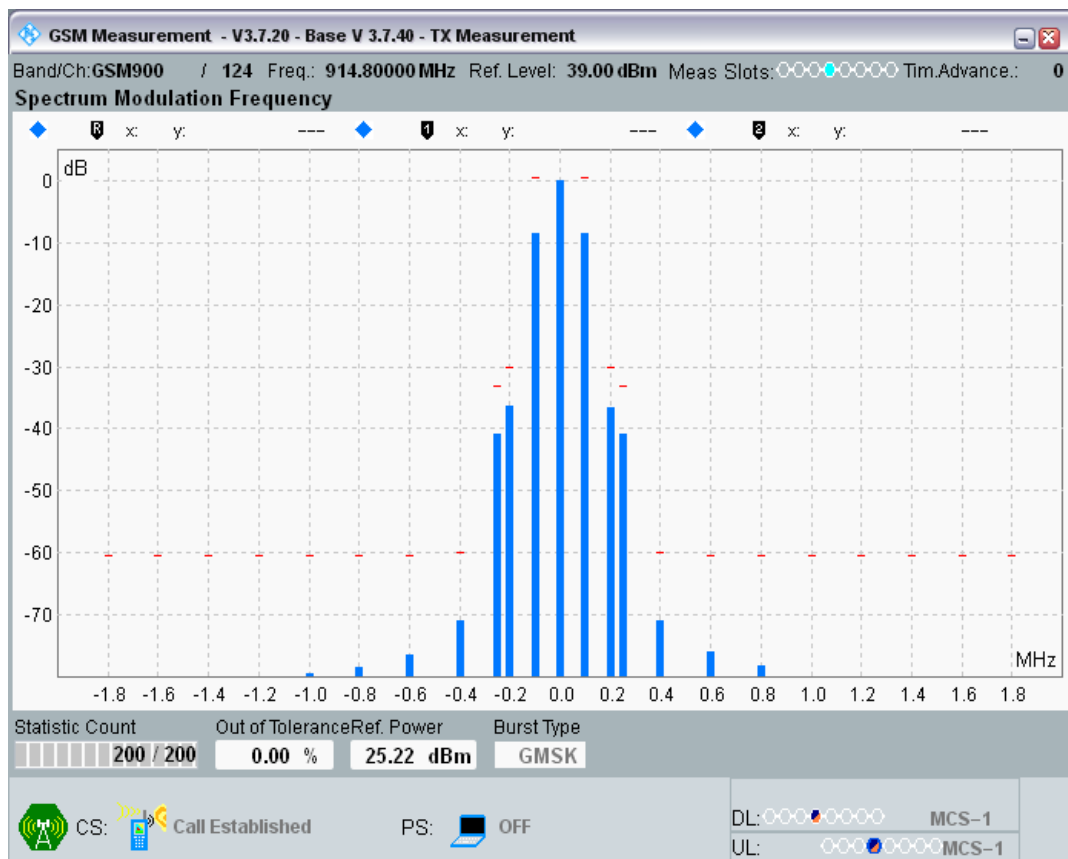 GSM Measurement - V3.7.20 - Base V 3.7.40 - TX Measurement
Band/Ch:GSM900 / 124 Freq.: 914.80000 MHz Ref. Level: 39.00 dBm Meas Slots: Tim.Advance.: 0
Spectrum Modulation Frequency
R x: y: --- 1 x: y: --- 2 x: y: ---
dB
0
-10
-20
-30
-40
-50
-60
-70
MHz
-1.8 -1.6 -1.4 -1.2 -1.0 -0.8 -0.6 -0.4 -0.2 0.0 0.2 0.4 0.6 0.8 1.0 1.2 1.4 1.6 1.8
Statistic Count Out of Tolerance Ref. Power Burst Type
200 / 200 0.00 % 25.22 dBm GMSK
CS: Call Established PS: OFF
DL: MCS-1
UL: MCS-1